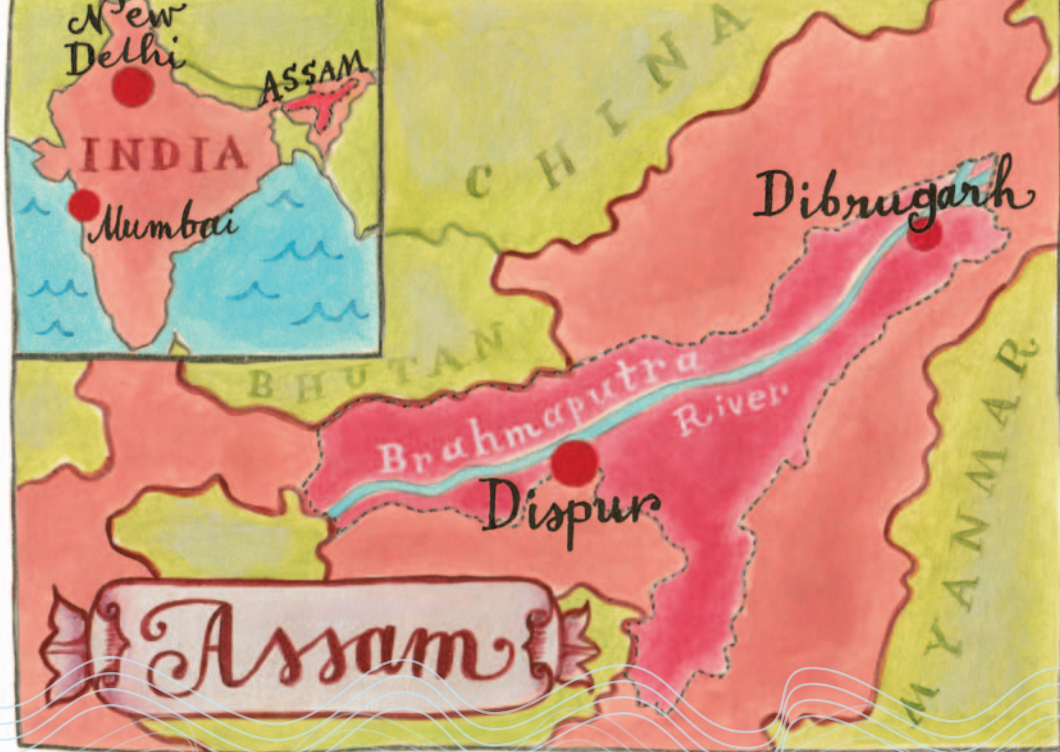 New
Delhi
ASSAM
INDIA
Mumbai
CHINA
Dibrugarh
BHUTAN
Brahmaputra
River
Dispur
MYANMAR
Assam